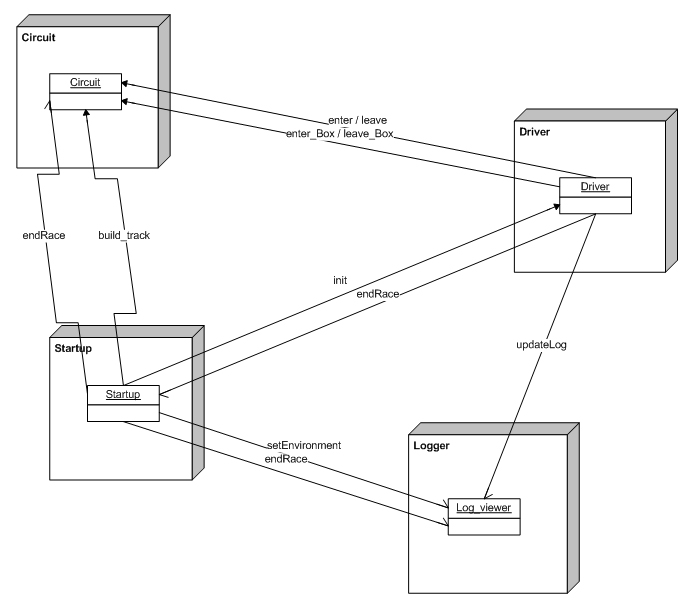 Circuit
Circuit
enter / leave
enter_Box / leave_Box
Driver
Driver
endRace
build_track
init
endRace
updateLog
Startup
Startup
setEnvironment
endRace
Logger
Log_viewer